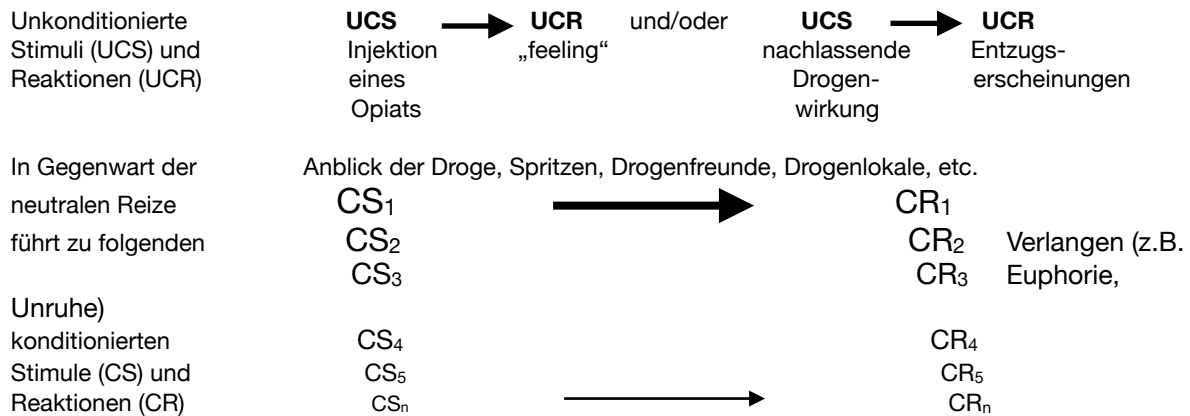 Unkonditionierte UCS UCR und/oder UCS UCR
Stimuli (UCS) und Injektion „feeling“ nachlassende Entzugs-
Reaktionen (UCR) eines Drogen- erscheinungen
Opiats wirkung
In Gegenwart der Anblick der Droge, Spritzen, Drogenfreunde, Drogenlokale, etc.
neutralen Reize CS1 CR1
führt zu folgenden CS2 CR2 Verlangen (z.B.
CS3 CR3 Euphorie,
Unruhe)
konditionierten CS4 CR4
Stimule (CS) und CS5 CR5
Reaktionen (CR) CSn CRn